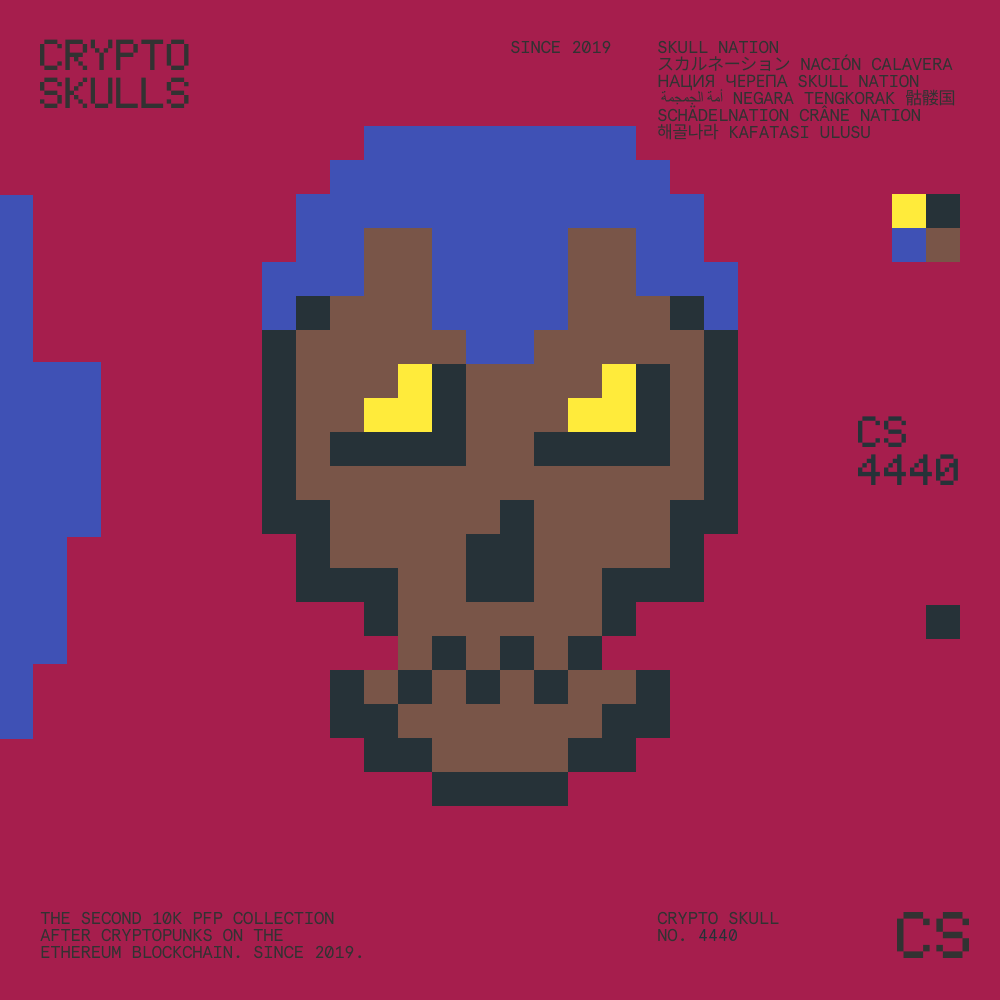 CRYPTO
SKULLS
SINCE 2019
SKULL NATION
スカルネーション NACIÓN CALAVERA
НАЦИЯ ЧЕРЕПА SKULL NATION
أمة الجمجمة NEGARA TENGKORAK 骷髏国
SCHÄDELNATION CRÂNE NATION
해골나라 KAFATASI ULUSU
CS
4440
THE SECOND 10K PFP COLLECTION
AFTER CRYPTOPUNKS ON THE
ETHEREUM BLOCKCHAIN. SINCE 2019.
CRYPTO SKULL
NO. 4440
CS